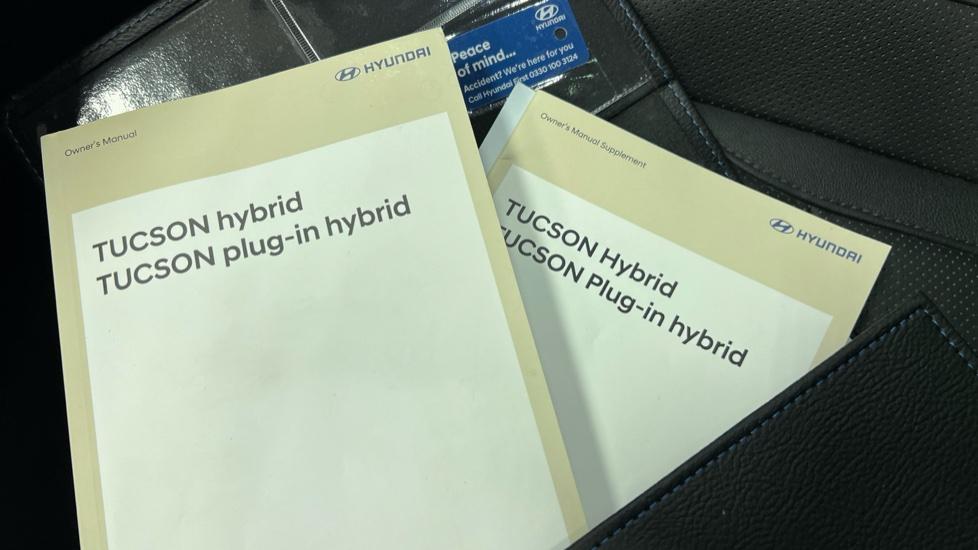 HYUNDAI
Owner's Manual
TUCSON hybrid
TUCSON plug-in hybrid
HYUNDAI
Peace
of mind...
Accident? We're here for you
Call Hyundai First 0330 100 3124
Owner's Manual Supplement
HYUNDAI
TUCSON Hybrid
TUCSON Plug-in hybrid